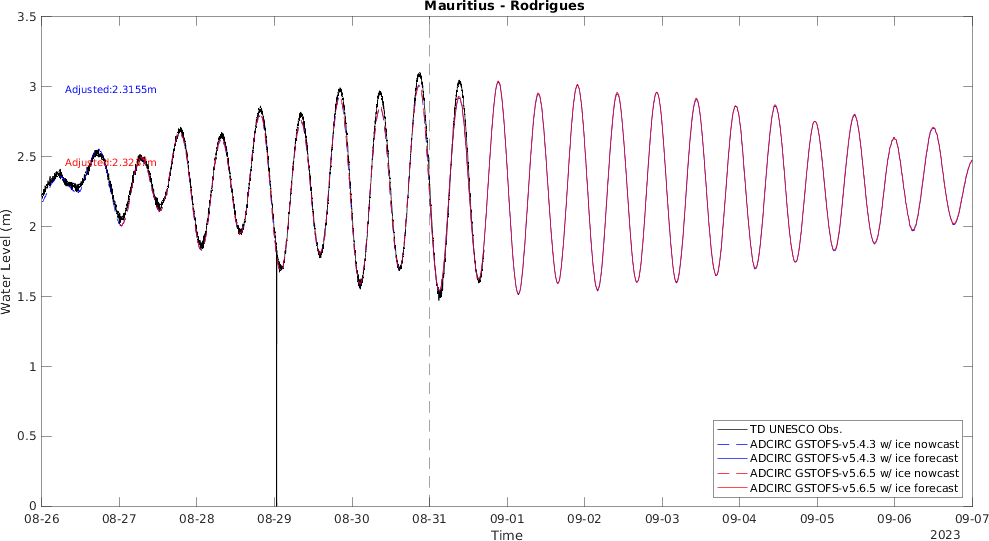 Mauritius - Rodrigues
3.5
3
2.5
2
1.5
1
0.5
0
Water Level (m)
Adjusted:2.3155m
08-26
08-27
08-28
08-29
08-30
08-31
09-01
09-02
09-03
09-04
09-05
09-06
09-07
Time
2023
TD UNESCO Obs.
ADCIRC GSTOFS-v5.4.3 w/ ice nowcast
ADCIRC GSTOFS-v5.4.3 w/ ice forecast
ADCIRC GSTOFS-v5.6.5 w/ ice nowcast
ADCIRC GSTOFS-v5.6.5 w/ ice forecast